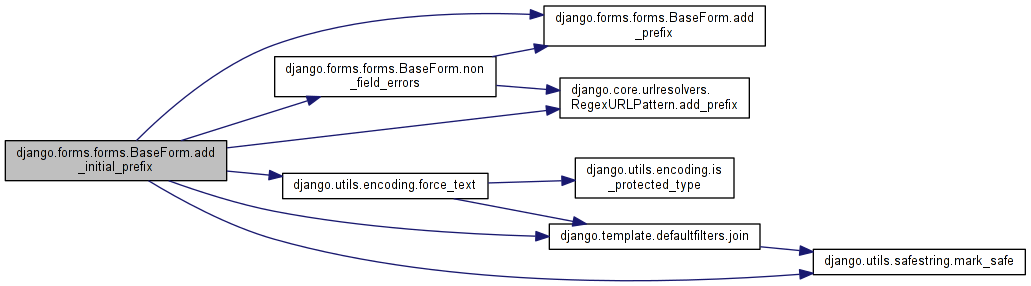 django.forms.forms.BaseForm.add
_prefix
django.forms.forms.BaseForm.non
_field_errors
django.core.urlresolvers.
RegexURLPattern.add_prefix
django.forms.forms.BaseForm.add
_initial_prefix
django.utils.encoding.is
_protected_type
django.utils.encoding.force_text
django.template.defaultfilters.join
django.utils.safestring.mark_safe